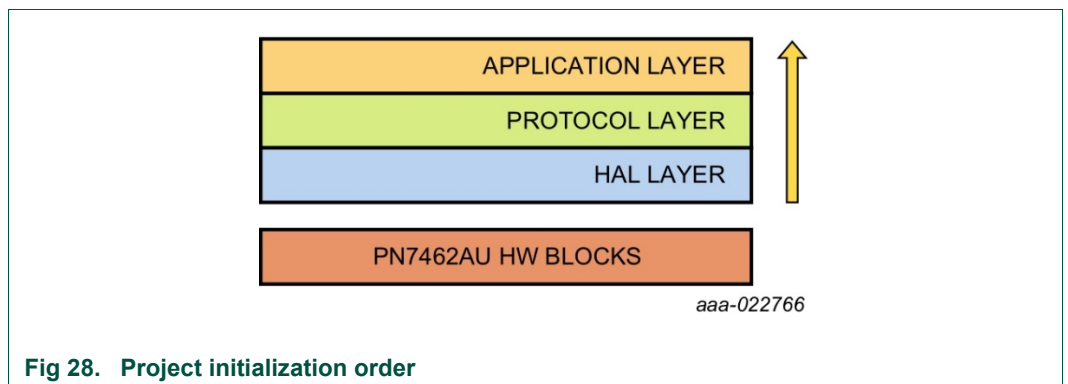 APPLICATION LAYER
PROTOCOL LAYER
HAL LAYER
PN7462AU HW BLOCKS
aaa-022766
Fig 28. Project initialization order